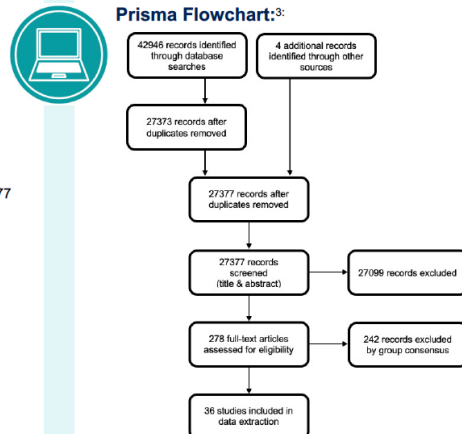 Prisma Flowchart:3:
42946 records identified
through database
searches
4 additional records
identified through other
sources
27373 records after
duplicates removed
77
27377 records after
duplicates removed
27377 records
screened
(title & abstract)
27099 records excluded
278 full-text articles
assessed for eligibility
242 records excluded
by group consensus
36 studies included in
data extraction